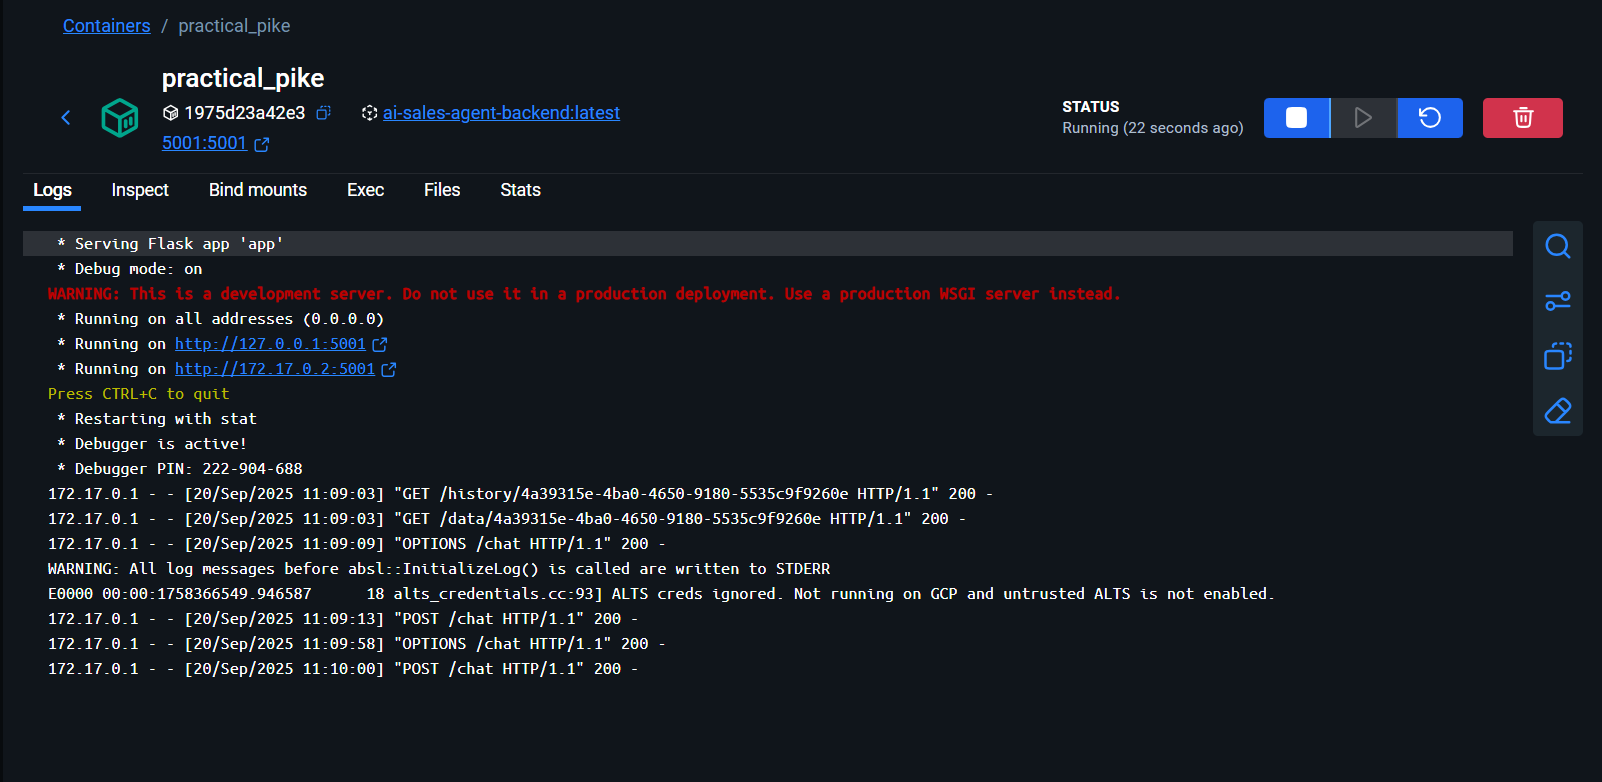 Containers / practical_pike
practical_pike
1975d23a42e3 ai-sales-agent-backend:latest
5001:5001
STATUS
Running (22 seconds ago)
Logs Inspect Bind mounts Exec Files Stats
* Serving Flask app 'app'
* Debug mode: on
WARNING: This is a development server. Do not use it in a production deployment. Use a production WSGI server instead.
* Running on all addresses (0.0.0.0)
* Running on http://127.0.0.1:5001
* Running on http://172.17.0.2:5001
Press CTRL+C to quit
* Restarting with stat
* Debugger is active!
* Debugger PIN: 222-904-688
172.17.0.1 - - [20/Sep/2025 11:09:03] "GET /history/4a39315e-4ba0-4650-9180-5535c9f9260e HTTP/1.1" 200 -
172.17.0.1 - - [20/Sep/2025 11:09:03] "GET /data/4a39315e-4ba0-4650-9180-5535c9f9260e HTTP/1.1" 200 -
172.17.0.1 - - [20/Sep/2025 11:09:09] "OPTIONS /chat HTTP/1.1" 200 -
WARNING: All log messages before absl::InitializeLog() is called are written to STDERR
E0000 00:00:1758366549.946587      18 alts_credentials.cc:93] ALTS creds ignored. Not running on GCP and untrusted ALTS is not enabled.
172.17.0.1 - - [20/Sep/2025 11:09:13] "POST /chat HTTP/1.1" 200 -
172.17.0.1 - - [20/Sep/2025 11:09:58] "OPTIONS /chat HTTP/1.1" 200 -
172.17.0.1 - - [20/Sep/2025 11:10:00] "POST /chat HTTP/1.1" 200 -